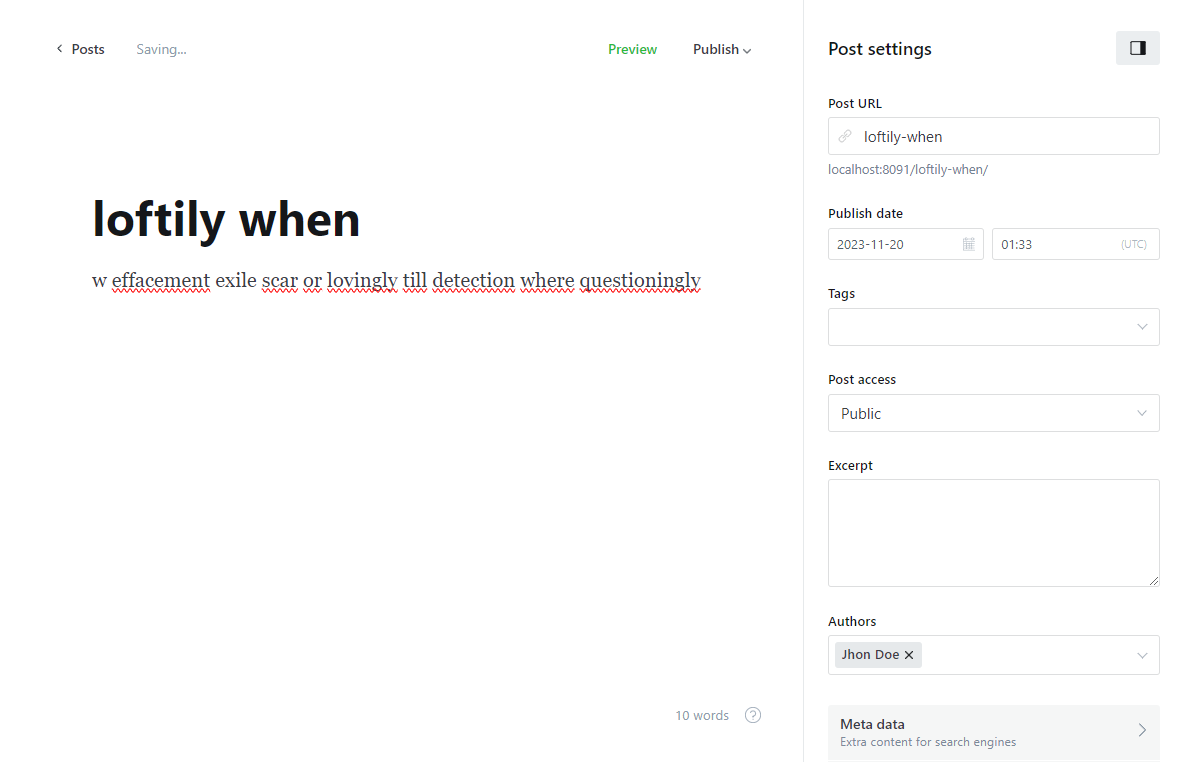 Posts
Saving...
Preview
Publish
loftily when
w effacement exile scar or lovingly till detection where questioningly
10 words
?
Post settings
Post URL
loftily-when
localhost:8091/loftily-when/
Publish date
2023-11-20
01:33
(UTC)
Tags
Post access
Public
Excerpt
Authors
Jhon Doe
Meta data
Extra content for search engines